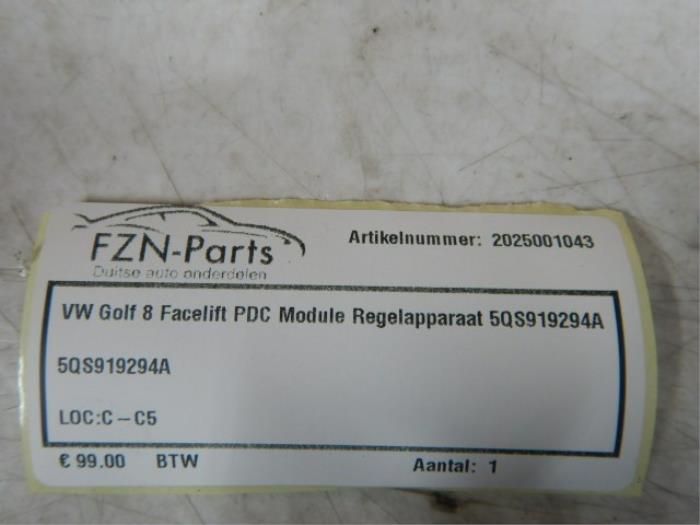 FZN-Parts
Duitse auto onderdelen
Artikelnummer: 2025001043
VW Golf 8 Facelift PDC Module Regelapparaat 5QS919294A
5QS919294A
LOC:C - C5
€ 99.00 BTW Aantal: 1